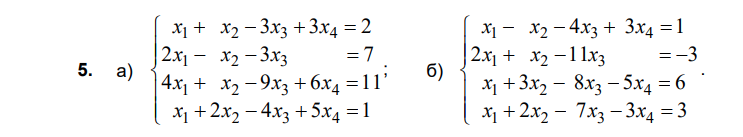 5. а) { x₁ + x₂ − 3x₃ + 3x₄ = 2
2x₁ − x₂ − 3x₃ = 7
4x₁ + x₂ − 9x₃ + 6x₄ = 11
x₁ + 2x₂ − 4x₃ + 5x₄ = 1 ;
б) { x₁ − x₂ − 4x₃ + 3x₄ = 1
2x₁ + x₂ − 11x₃ = −3
x₁ + 3x₂ − 8x₃ − 5x₄ = 6
x₁ + 2x₂ − 7x₃ − 3x₄ = 3 .